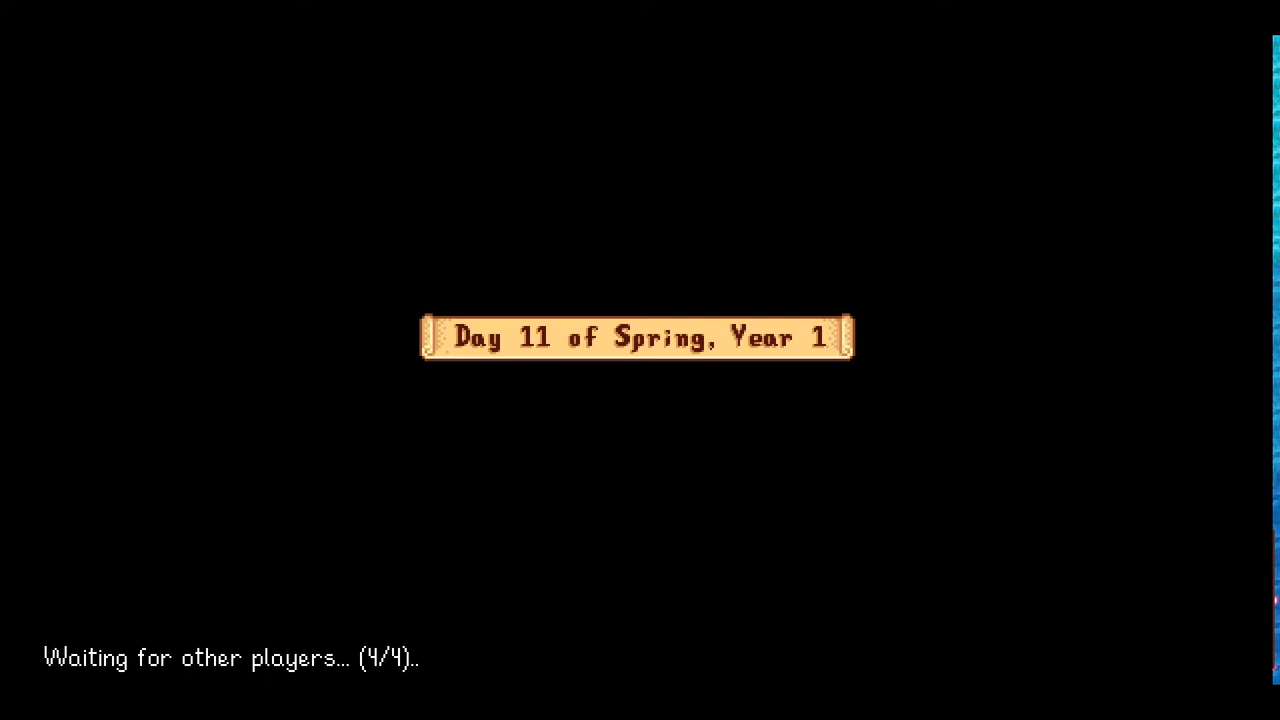 Day 11 of Spring, Year 1
Waiting for other players... (4/4)..